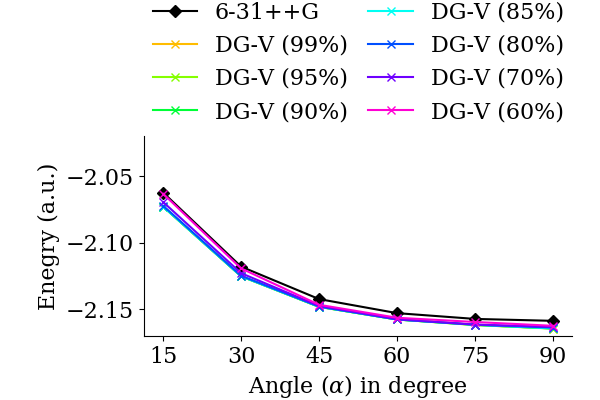 6-31++G DG-V (85%)
DG-V (99%) DG-V (80%)
DG-V (95%) DG-V (70%)
DG-V (90%) DG-V (60%)
Enegry (a.u.)
−2.05
−2.10
−2.15
15 30 45 60 75 90
Angle (α) in degree